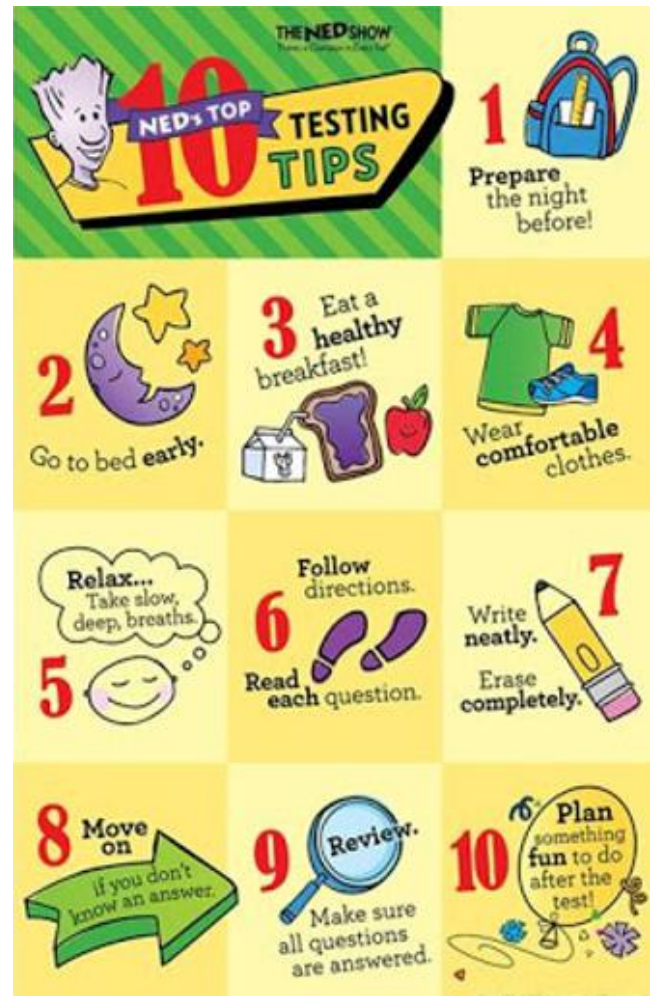 THE NED SHOW
NED's TOP
10
TESTING
TIPS
1
Prepare
the night
before!
2
Go to bed early.
3
Eat a
healthy
breakfast!
4
Wear
comfortable
clothes.
5
Relax...
Take slow,
deep, breaths.
6
Follow
directions.
Read
each question.
7
Write
neatly.
Erase
completely.
8
Move
on
if you don't
know an answer.
9
Review.
Make sure
all questions
are answered.
10
Plan
something
fun to do
after the
test!